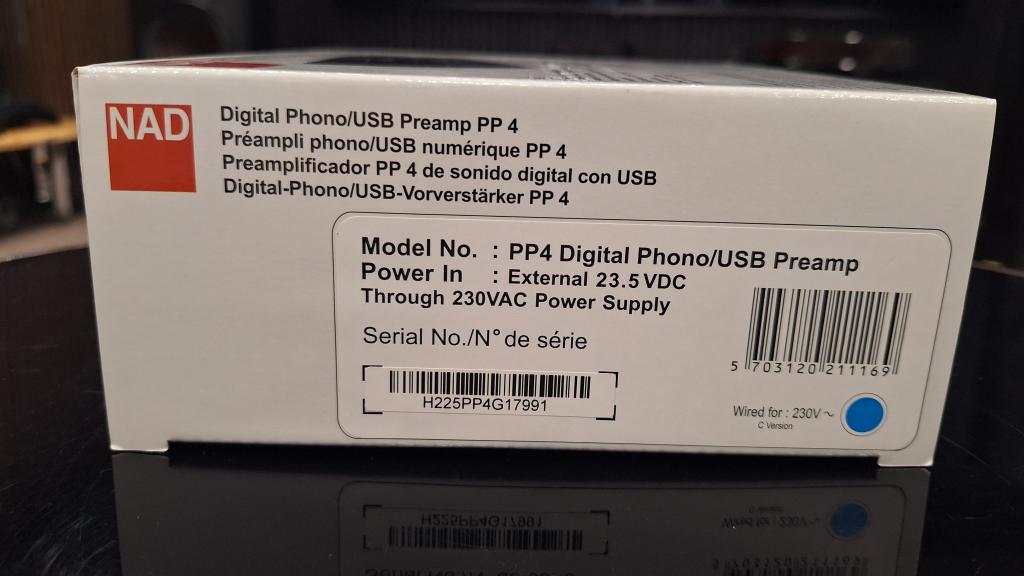 NAD
Digital Phono/USB Preamp PP 4
Préampli phono/USB numérique PP 4
Preamplificador PP 4 de sonido digital con USB
Digital-Phono/USB-Vorverstärker PP 4
Model No. : PP4 Digital Phono/USB Preamp
Power In : External 23.5VDC
Through 230VAC Power Supply
Serial No./N° de série
H225PP4G17991
5 703120 211169
Wired for : 230V ~
C Version